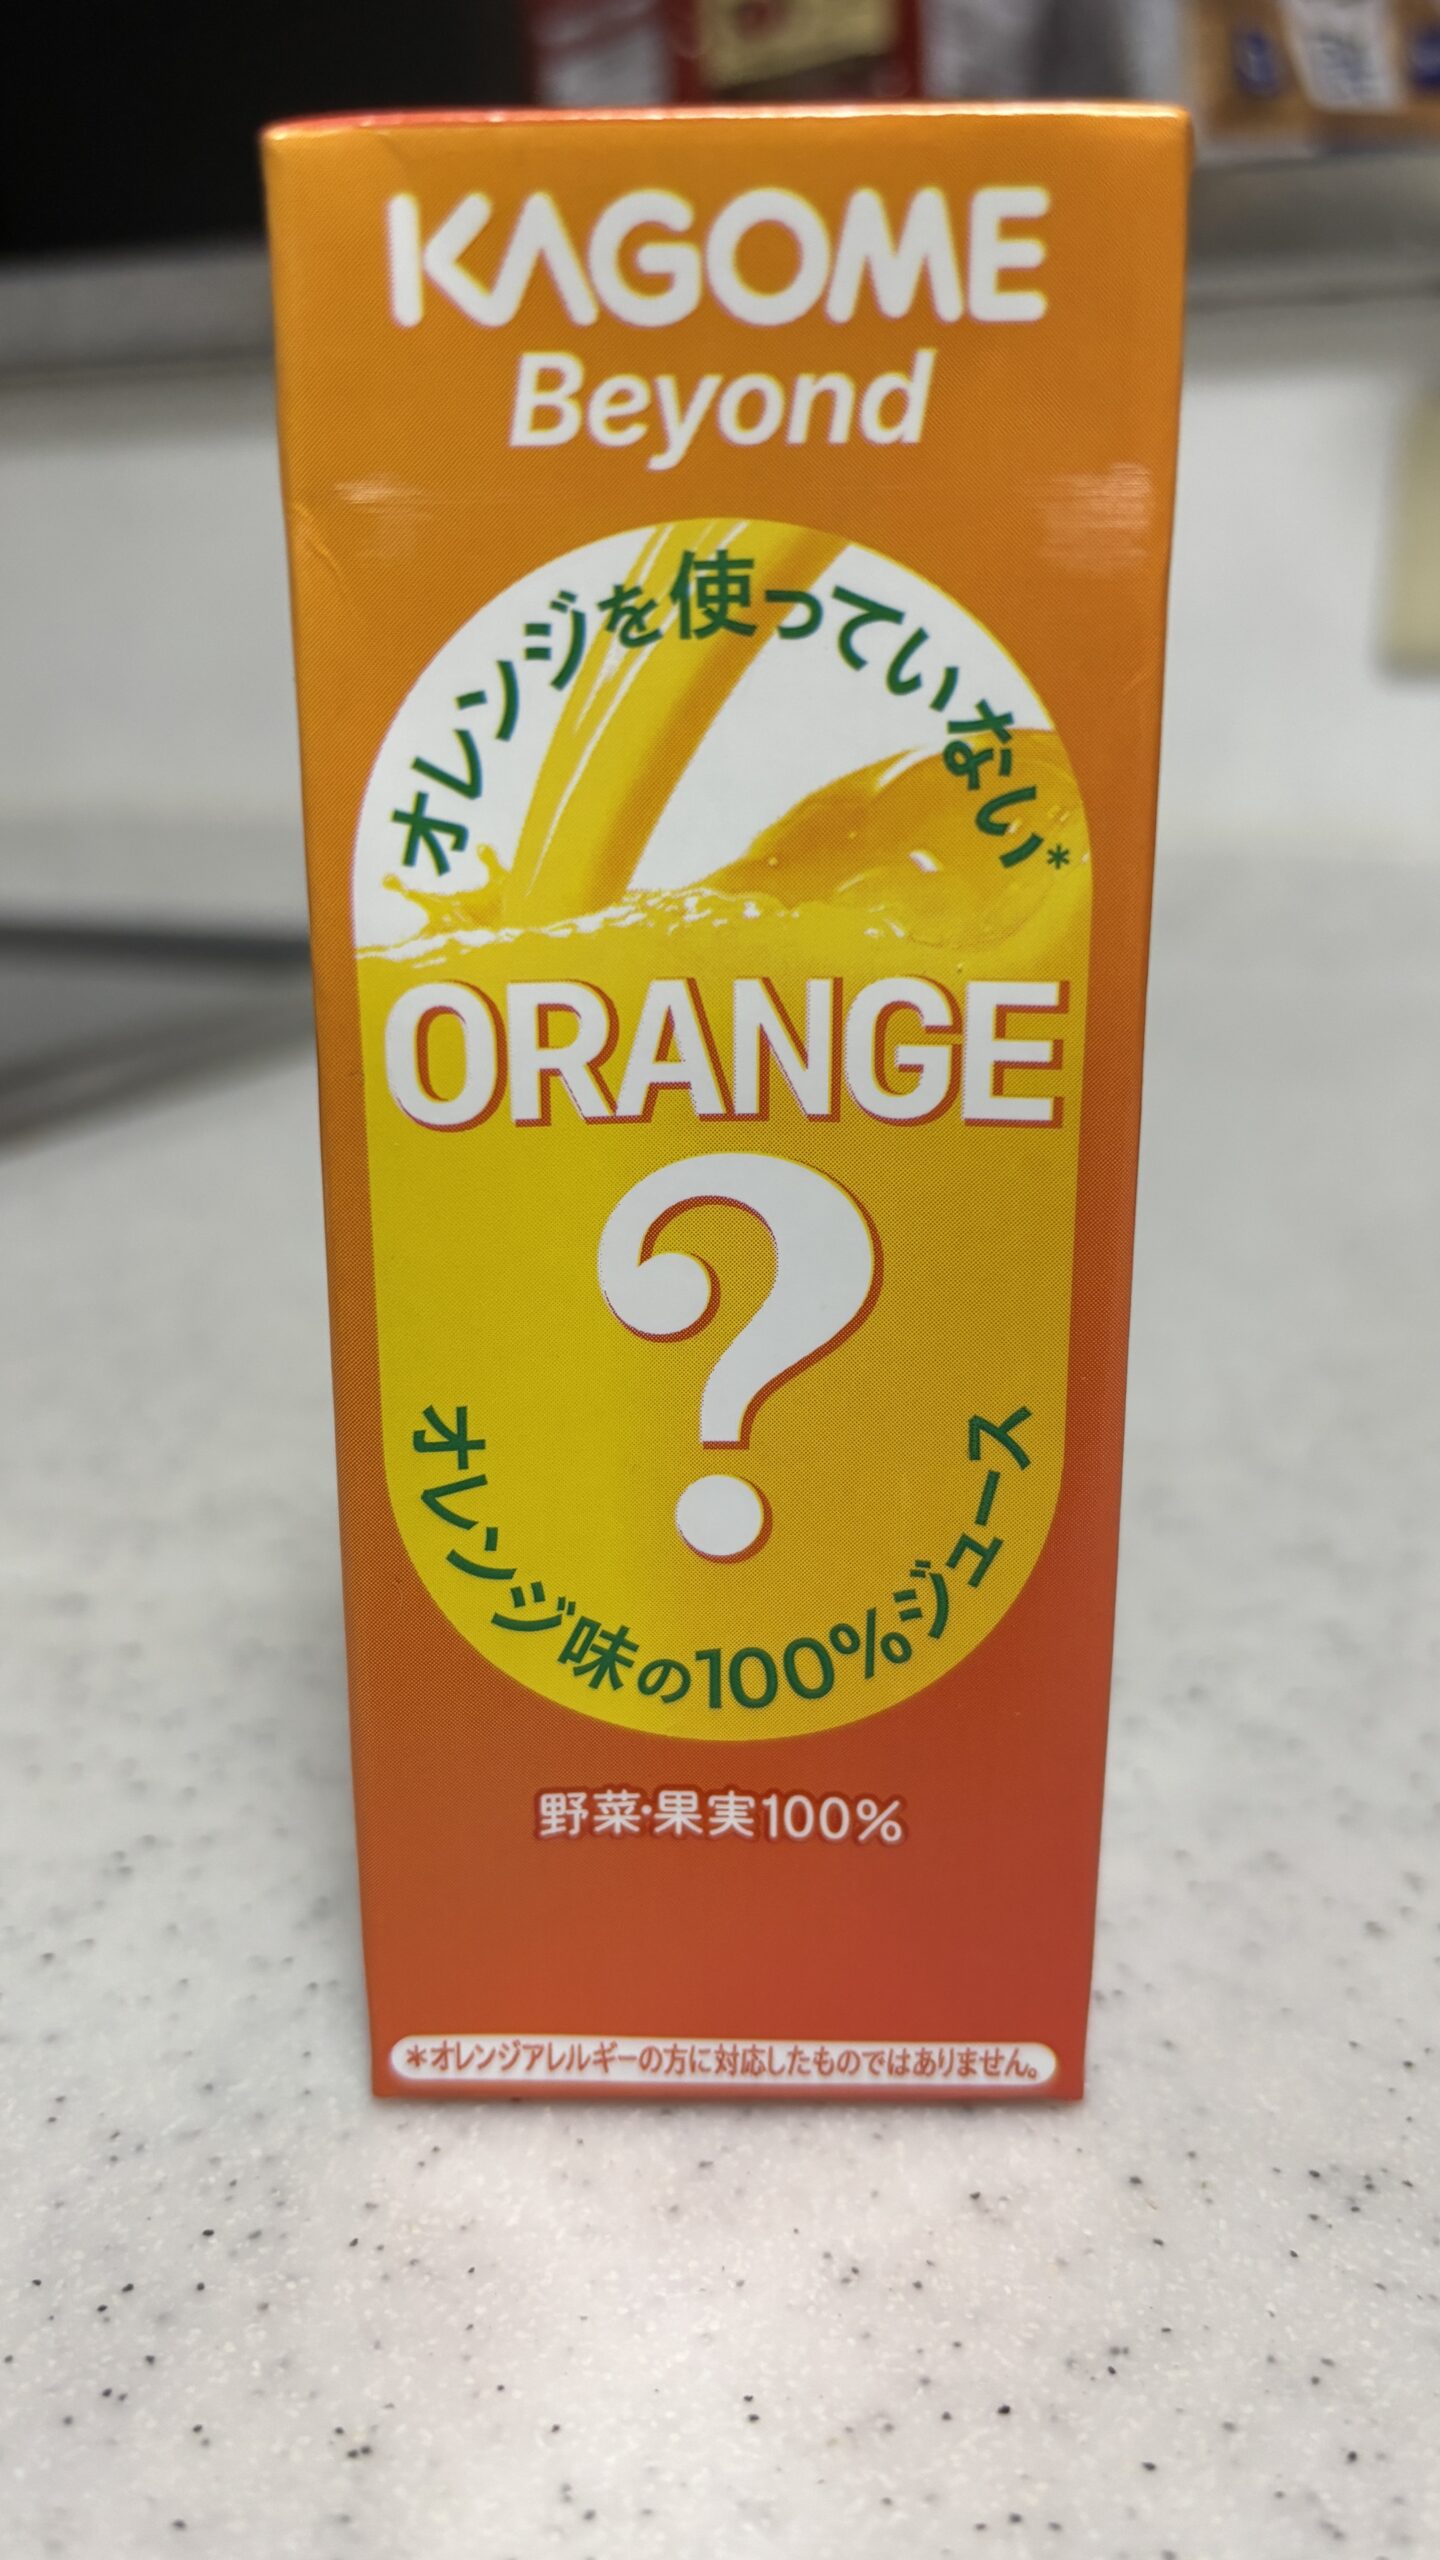 KAGOME
Beyond
オレンジを使っていない*
ORANGE
?
オレンジ味の100%ジュース
野菜・果実100%
*オレンジアレルギーの方に対応したものではありません。